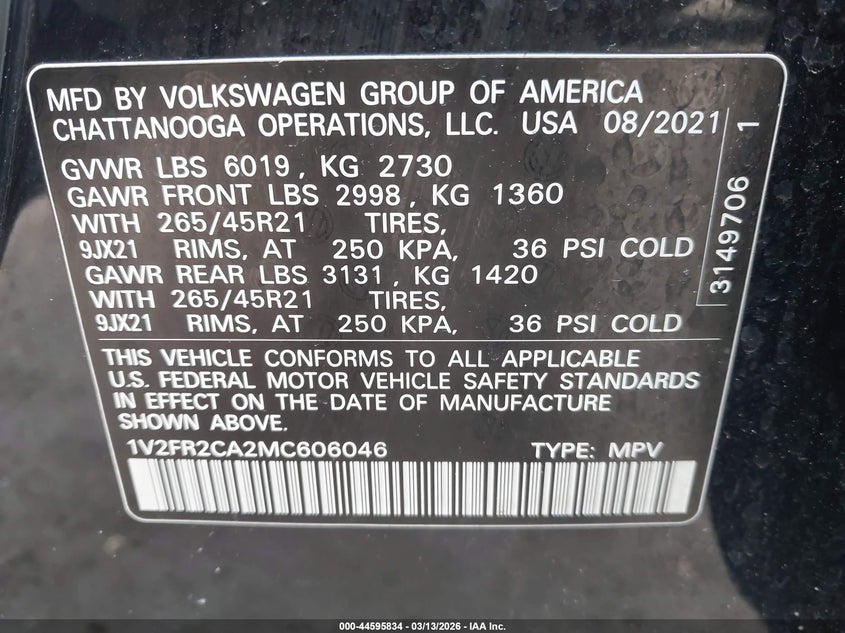 MFD BY VOLKSWAGEN GROUP OF AMERICA
CHATTANOOGA OPERATIONS, LLC. USA 08/2021
GVWR LBS 6019, KG 2730
GAWR FRONT LBS 2998, KG 1360
WITH 265/45R21 TIRES,
9JX21 RIMS, AT 250 KPA, 36 PSI COLD
GAWR REAR LBS 3131, KG 1420
WITH 265/45R21 TIRES,
9JX21 RIMS, AT 250 KPA, 36 PSI COLD
3149706 1
THIS VEHICLE CONFORMS TO ALL APPLICABLE
U.S. FEDERAL MOTOR VEHICLE SAFETY STANDARDS
IN EFFECT ON THE DATE OF MANUFACTURE
SHOWN ABOVE.
1V2FR2CA2MC606046 TYPE: MPV
000-44595834 - 03/13/2026 - IAA Inc.